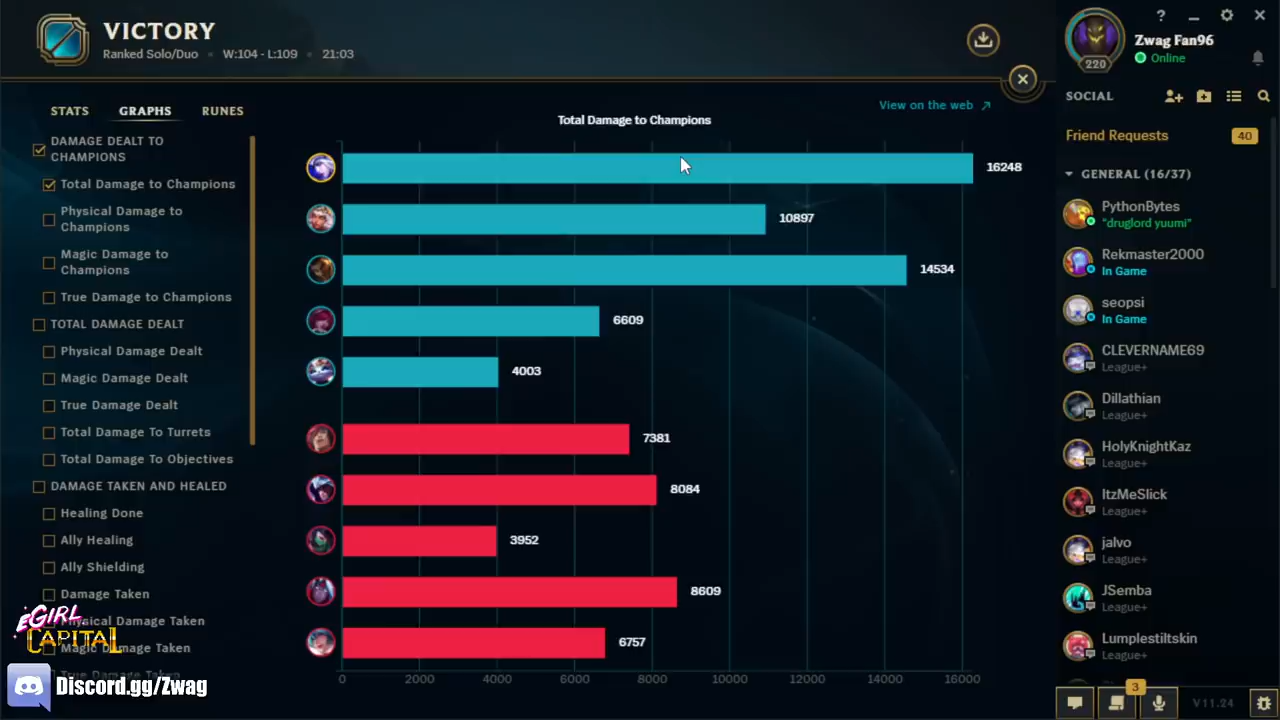 VICTORY
Ranked Solo/Duo • W:104 - L:109 • 21:03
STATS GRAPHS RUNES
View on the web
DAMAGE DEALT TO
CHAMPIONS
Total Damage to Champions
Physical Damage to
Champions
Magic Damage to
Champions
True Damage to Champions
TOTAL DAMAGE DEALT
Physical Damage Dealt
Magic Damage Dealt
True Damage Dealt
Total Damage To Turrets
Total Damage To Objectives
DAMAGE TAKEN AND HEALED
Healing Done
Ally Healing
Ally Shielding
Damage Taken
Physical Damage Taken
Magic Damage Taken
True Damage Taken
EGIRL
CAPITAL
Discord.gg/Zwag
Total Damage to Champions
16248
10897
14534
6609
4003
7381
8084
3952
8609
6757
0 2000 4000 6000 8000 10000 12000 14000 16000
?
220
Zwag Fan96
Online
SOCIAL
Friend Requests 40
GENERAL (16/37)
PythonBytes
"druglord yuumi"
Rekmaster2000
In Game
seopsi
In Game
CLEVERNAME69
League+
Dillathian
League+
HolyKnightKaz
League+
ItzMeSlick
League+
jalvo
League+
JSemba
League+
Lumplestiltskin
League+
3
V11.24